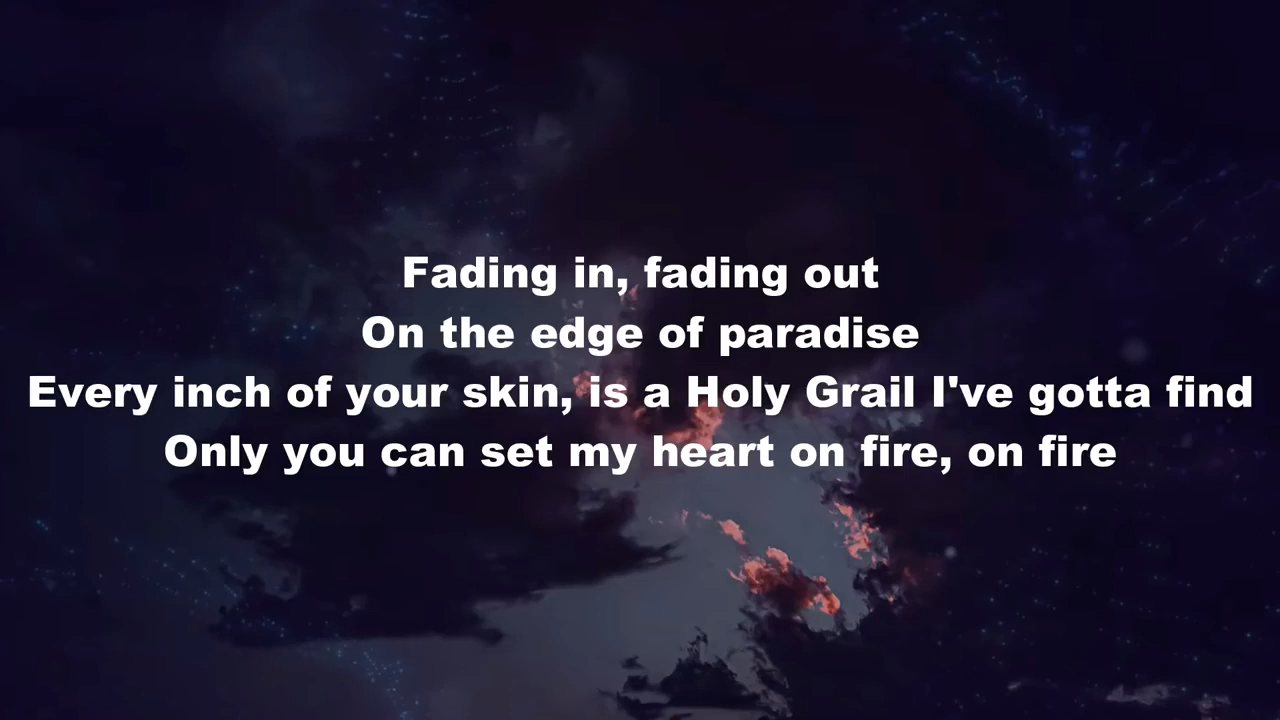 Fading in, fading out
On the edge of paradise
Every inch of your skin, is a Holy Grail I've gotta find
Only you can set my heart on fire, on fire